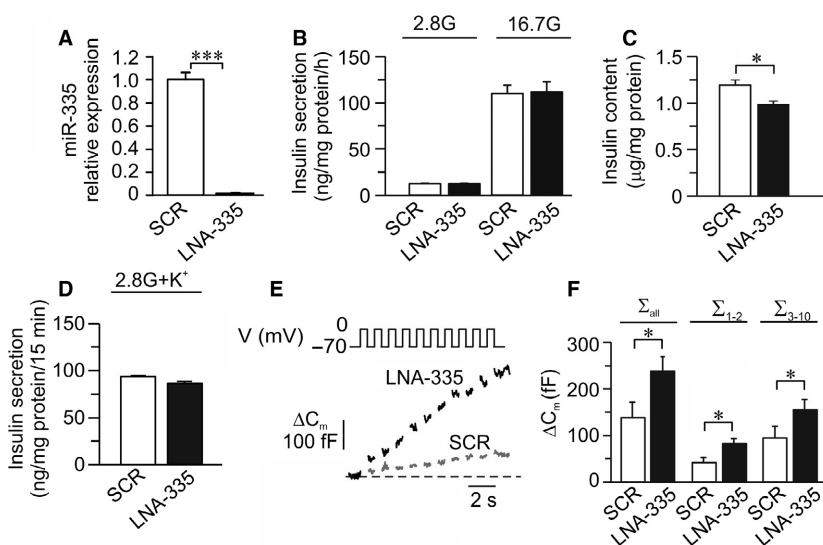 A
***
miR-335
relative expression
1.2
1.0
0.8
0.6
0.4
0.2
0
SCR
LNA-335
B
2.8G
16.7G
Insulin secretion
(ng/mg protein/h)
150
100
50
0
SCR
LNA-335
SCR
LNA-335
C
*
Insulin content
(µg/mg protein)
1.5
1.0
0.5
0
SCR
LNA-335
D
2.8G+K⁺
Insulin secretion
(ng/mg protein/15 min)
150
100
50
0
SCR
LNA-335
E
V (mV)
0
–70
LNA-335
ΔCₘ
100 fF
SCR
2 s
F
Σall
Σ1-2
Σ3-10
*
*
*
ΔCₘ (fF)
300
200
100
0
SCR
LNA-335
SCR
LNA-335
SCR
LNA-335